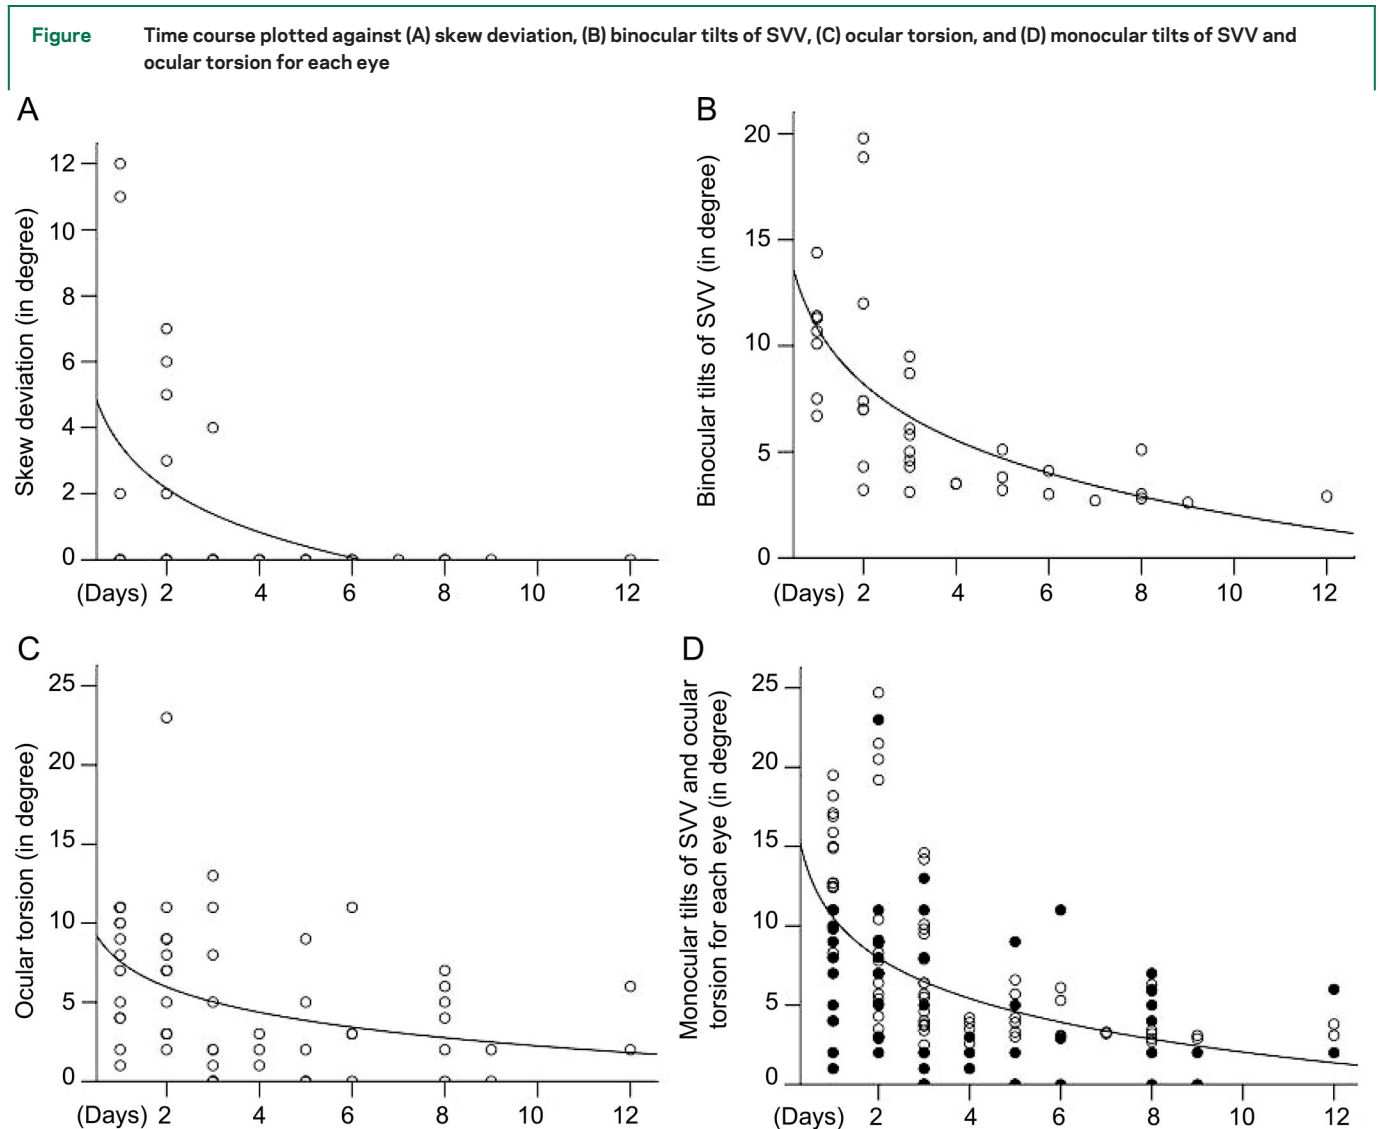 Figure Time course plotted against (A) skew deviation, (B) binocular tilts of SVV, (C) ocular torsion, and (D) monocular tilts of SVV and
ocular torsion for each eye
A
Skew deviation (in degree)
12
10
8
6
4
2
0
(Days) 2 4 6 8 10 12
B
Binocular tilts of SVV (in degree)
20
15
10
5
0
(Days) 2 4 6 8 10 12
C
Ocular torsion (in degree)
25
20
15
10
5
0
(Days) 2 4 6 8 10 12
D
Monocular tilts of SVV and ocular
torsion for each eye (in degree)
25
20
15
10
5
0
(Days) 2 4 6 8 10 12